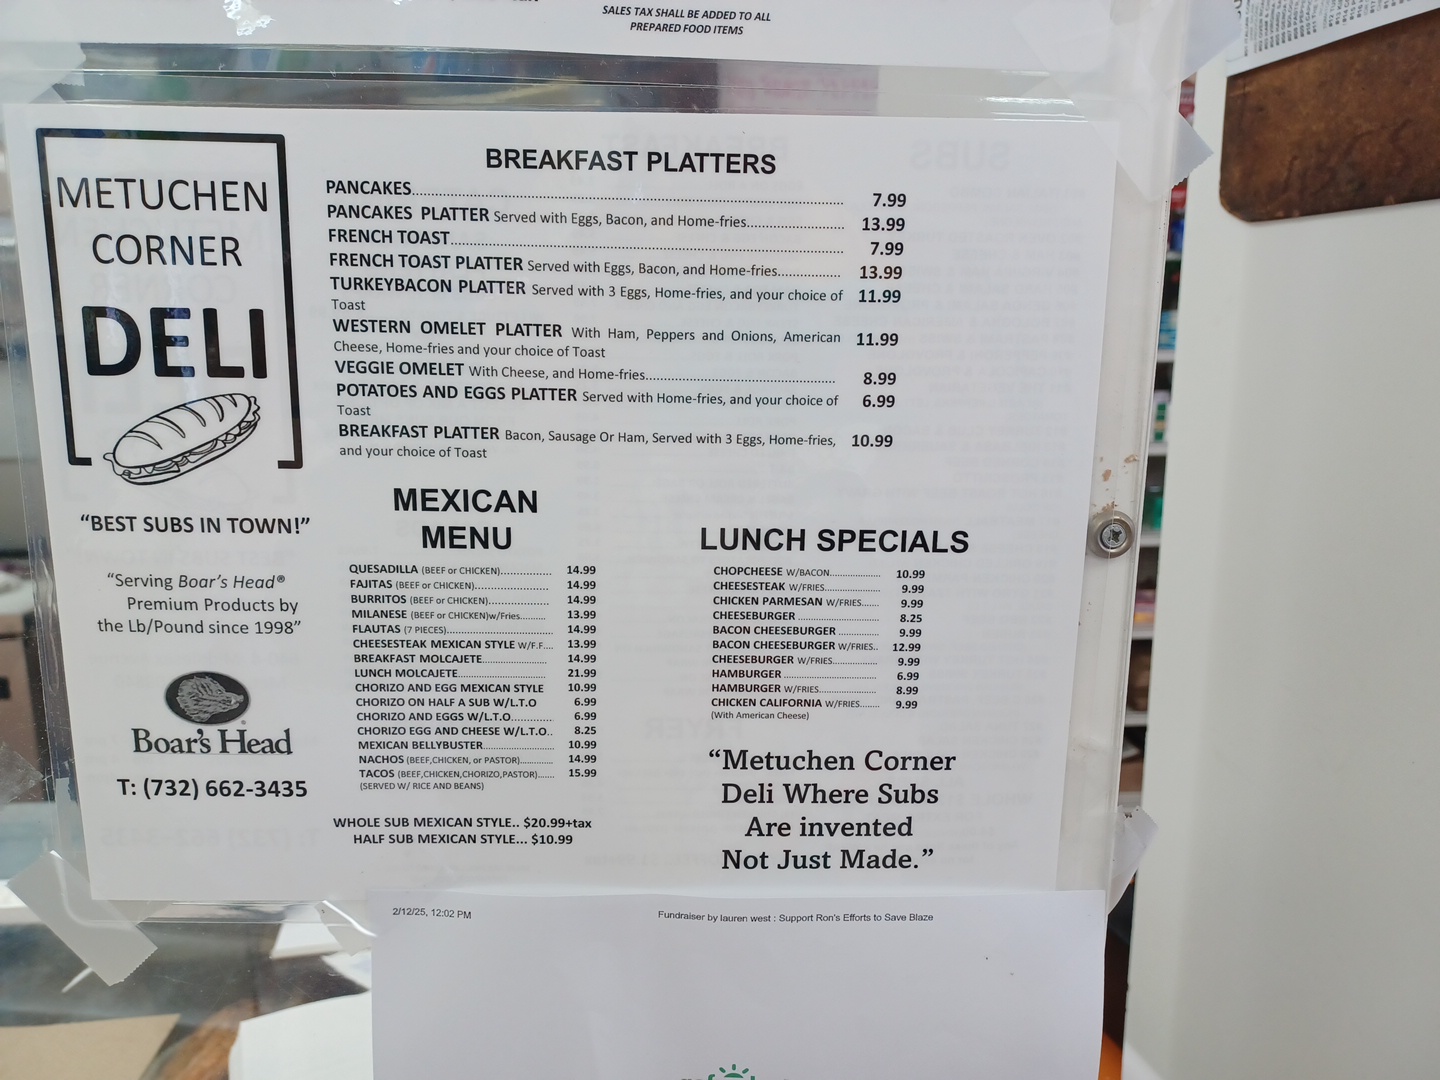 SALES TAX SHALL BE ADDED TO ALL
PREPARED FOOD ITEMS
METUCHEN
CORNER
DELI
"BEST SUBS IN TOWN!"
"Serving Boar's Head®
Premium Products by
the Lb/Pound since 1998"
Boar's Head®
T: (732) 662-3435
BREAKFAST PLATTERS
PANCAKES........ 7.99
PANCAKES PLATTER Served with Eggs, Bacon, and Home-fries........ 13.99
FRENCH TOAST........ 7.99
FRENCH TOAST PLATTER Served with Eggs, Bacon, and Home-fries........ 13.99
TURKEYBACON PLATTER Served with 3 Eggs, Home-fries, and your choice of 11.99
Toast
WESTERN OMELET PLATTER With Ham, Peppers and Onions, American 11.99
Cheese, Home-fries and your choice of Toast
VEGGIE OMELET With Cheese, and Home-fries........ 8.99
POTATOES AND EGGS PLATTER Served with Home-fries, and your choice of 6.99
Toast
BREAKFAST PLATTER Bacon, Sausage Or Ham, Served with 3 Eggs, Home-fries, 10.99
and your choice of Toast
MEXICAN
MENU
QUESADILLA (BEEF or CHICKEN)........ 14.99
FAJITAS (BEEF or CHICKEN)........ 14.99
BURRITOS (BEEF or CHICKEN)........ 14.99
MILANESE (BEEF or CHICKEN)w/Fries........ 13.99
FLAUTAS (7 PIECES)........ 14.99
CHEESESTEAK MEXICAN STYLE W/F.F.... 13.99
BREAKFAST MOLCAJETE........ 14.99
LUNCH MOLCAJETE........ 21.99
CHORIZO AND EGG MEXICAN STYLE 10.99
CHORIZO ON HALF A SUB W/L.T.O 6.99
CHORIZO AND EGGS W/L.T.O........ 6.99
CHORIZO EGG AND CHEESE W/L.T.O.. 8.25
MEXICAN BELLYBUSTER........ 10.99
NACHOS (BEEF,CHICKEN, or PASTOR)........ 14.99
TACOS (BEEF,CHICKEN,CHORIZO,PASTOR)...... 15.99
(SERVED W/ RICE AND BEANS)
WHOLE SUB MEXICAN STYLE.. $20.99+tax
HALF SUB MEXICAN STYLE... $10.99
LUNCH SPECIALS
CHOPCHEESE W/BACON........ 10.99
CHEESESTEAK W/FRIES........ 9.99
CHICKEN PARMESAN W/FRIES...... 9.99
CHEESEBURGER ........ 8.25
BACON CHEESEBURGER ........ 9.99
BACON CHEESEBURGER W/FRIES.. 12.99
CHEESEBURGER W/FRIES........ 9.99
HAMBURGER ........ 6.99
HAMBURGER W/FRIES........ 8.99
CHICKEN CALIFORNIA W/FRIES..... 9.99
(With American Cheese)
"Metuchen Corner
Deli Where Subs
Are invented
Not Just Made."
2/12/25, 12:02 PM
Fundraiser by lauren west : Support Ron's Efforts to Save Blaze